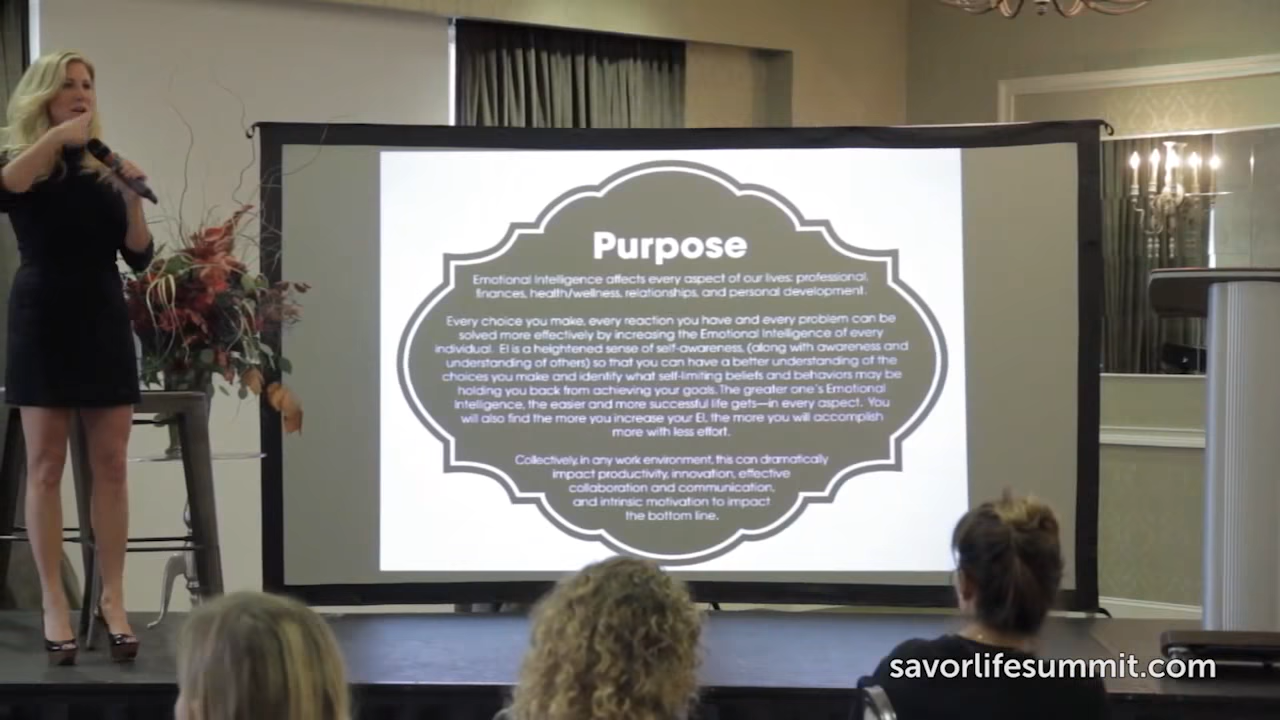 Purpose
Emotional Intelligence affects every aspect of our lives: professional,
finances, health/wellness, relationships, and personal development.
Every choice you make, every reaction you have and every problem can be
solved more effectively by increasing the Emotional Intelligence of every
individual. EI is a heightened sense of self-awareness, (along with awareness and
understanding of others) so that you can have a better understanding of the
choices you make and identify what self-limiting beliefs and behaviors may be
holding you back from achieving your goals. The greater one's Emotional
Intelligence, the easier and more successful life gets—in every aspect. You
will also find the more you increase your EI, the more you will accomplish
more with less effort.
Collectively, in any work environment, this can dramatically
impact productivity, innovation, effective
collaboration and communication,
and intrinsic motivation to impact
the bottom line.
savorlifesummit.com